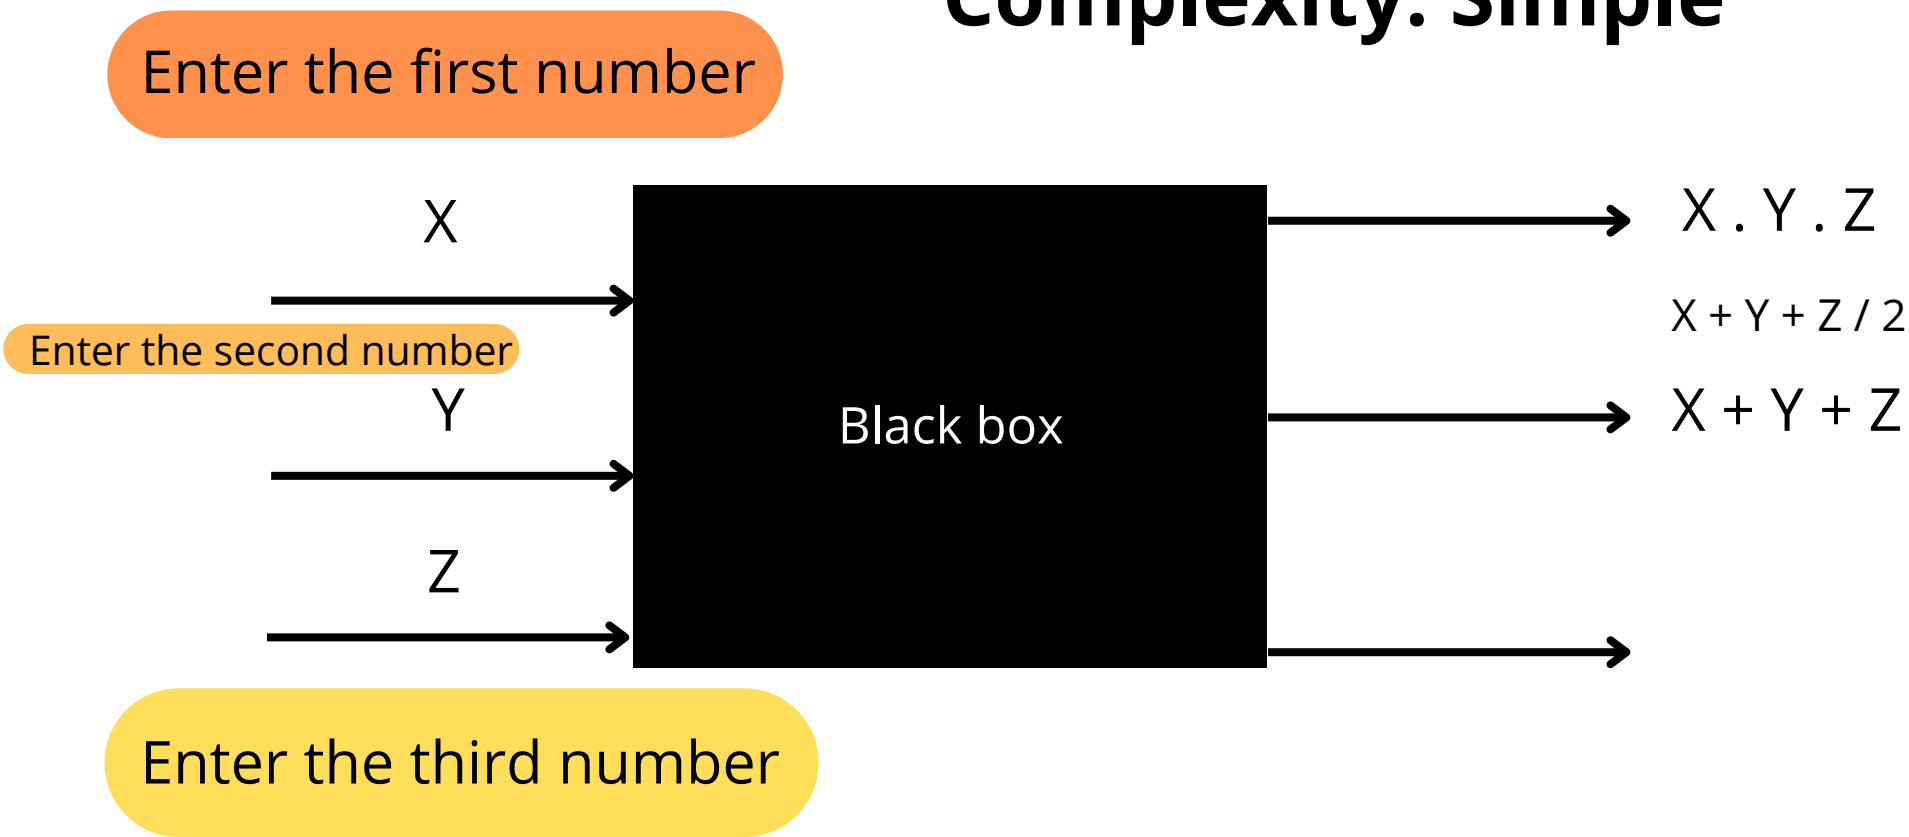 Complexity: Simple
Enter the first number
X
X . Y . Z
X + Y + Z / 2
Enter the second number
Y
X + Y + Z
Black box
Z
Enter the third number